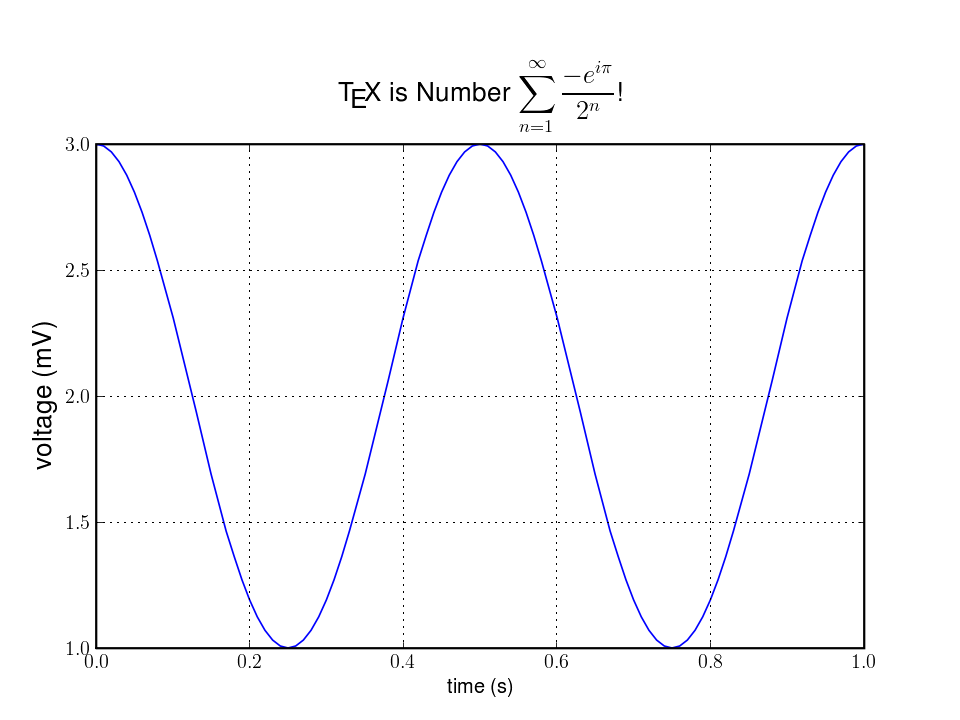 TEX is Number $\sum_{n=1}^{\infty} \frac{-e^{i\pi}}{2^n}$!
3.0
2.5
2.0
1.5
1.0
voltage (mV)
0.0 0.2 0.4 0.6 0.8 1.0
time (s)